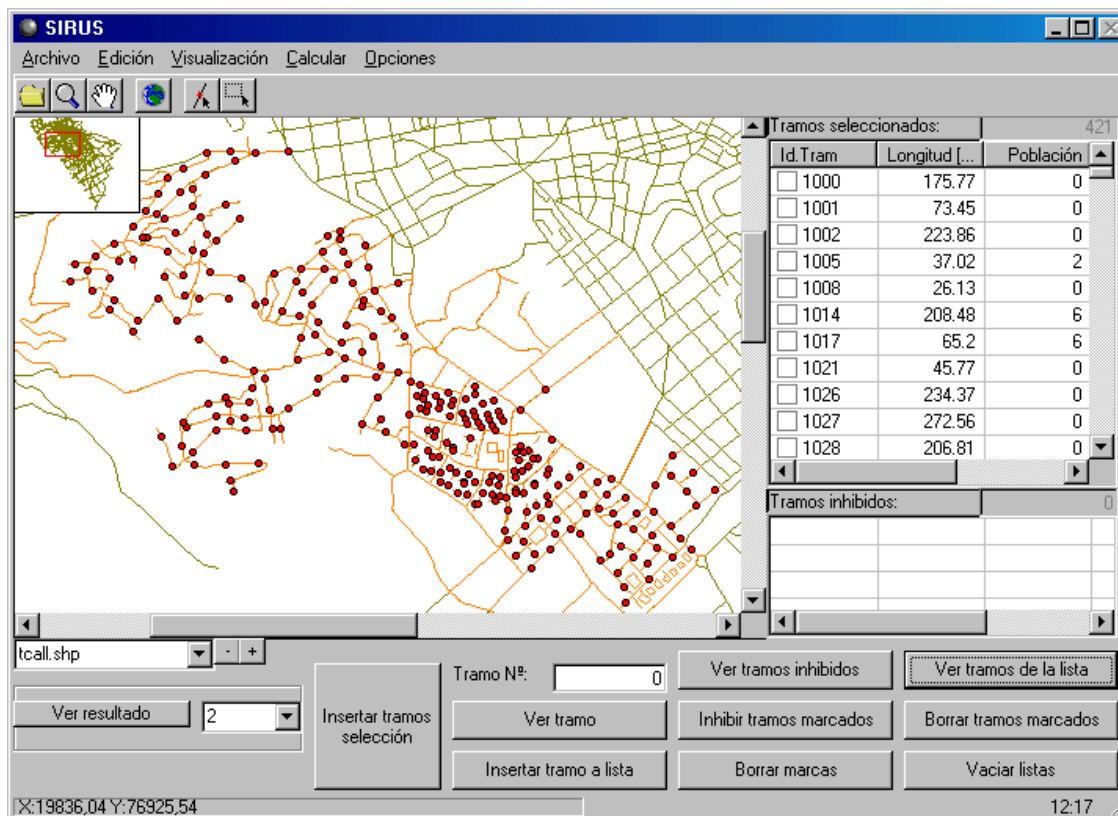 SIRUS
Archivo Edición Visualización Calcular Opciones
Tramos seleccionados: 421
Id.Tram Longitud [... Población
1000 175.77 0
1001 73.45 0
1002 223.86 0
1005 37.02 2
1008 26.13 0
1014 208.48 6
1017 65.2 6
1021 45.77 0
1026 234.37 0
1027 272.56 0
1028 206.81 0
Tramos inhibidos: 0
tcall.shp - +
Ver resultado 2
Insertar tramos
selección
Tramo Nº: 0
Ver tramo
Insertar tramo a lista
Ver tramos inhibidos
Inhibir tramos marcados
Borrar marcas
Ver tramos de la lista
Borrar tramos marcados
Vaciar listas
X:19836,04 Y:76925,54 12:17